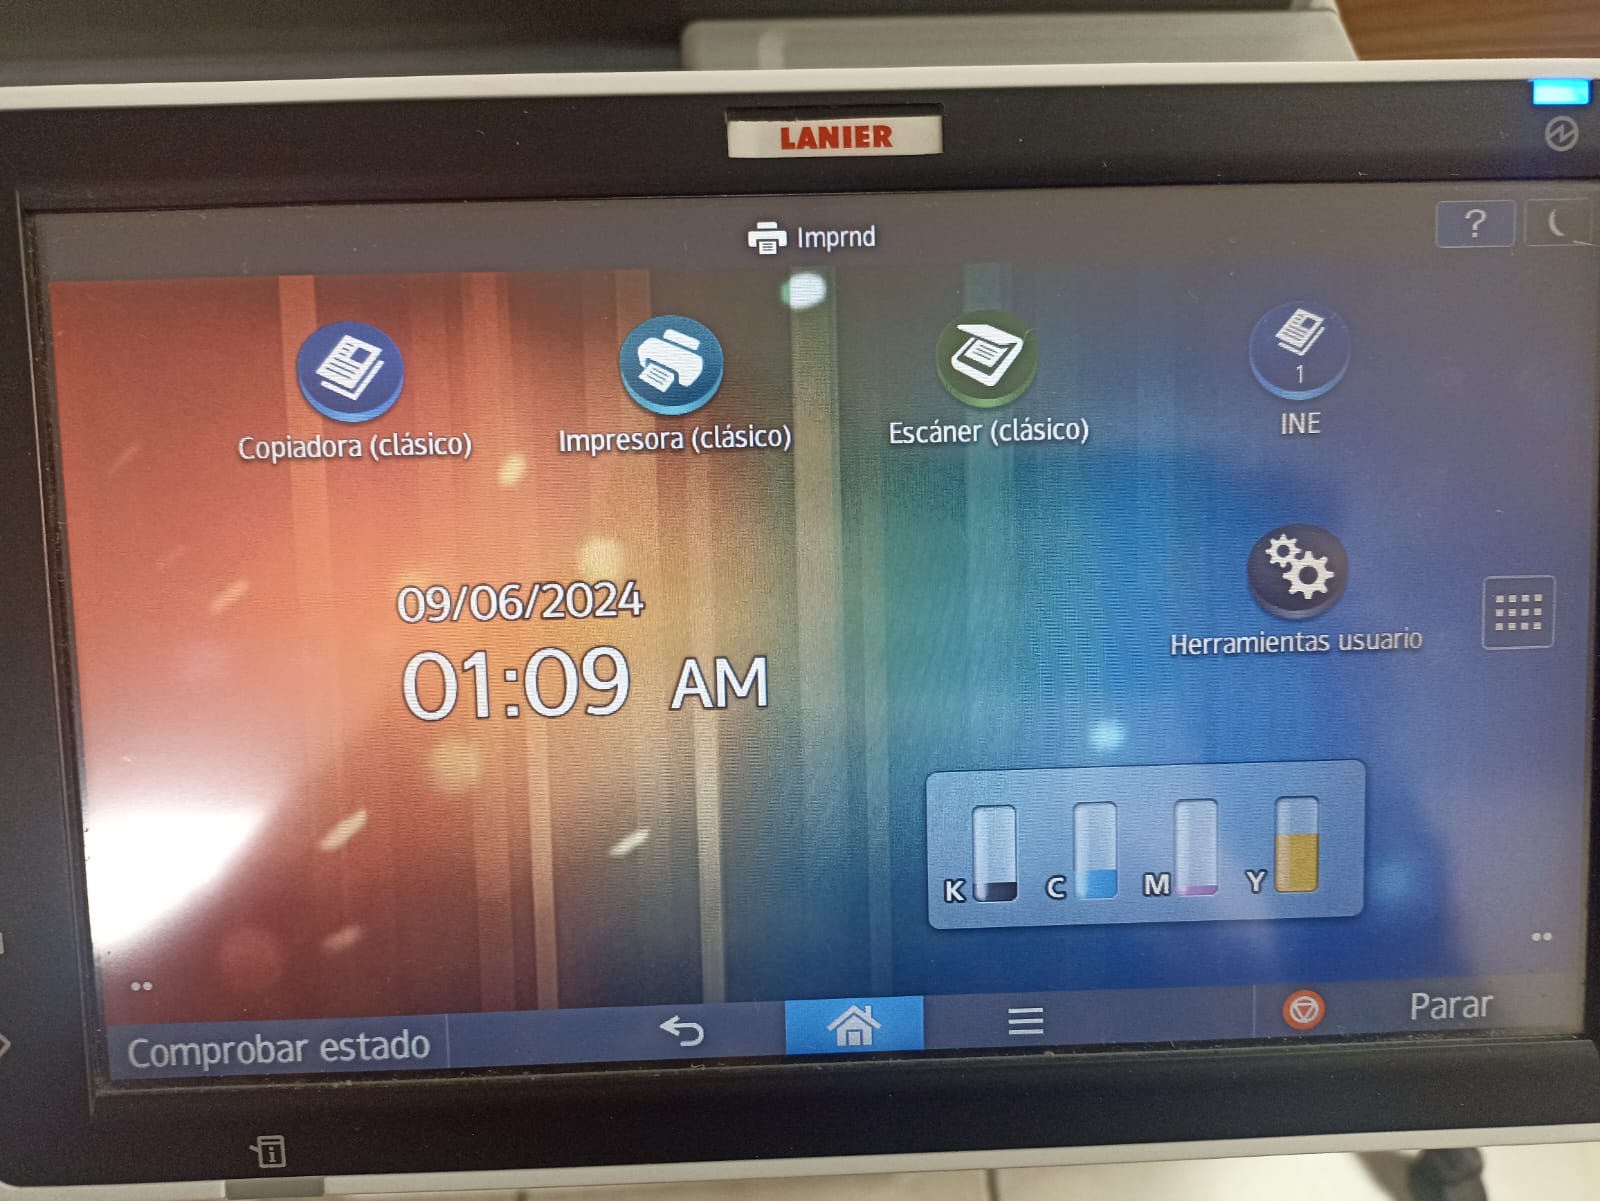 LANIER
Imprnd
?
Copiadora (clásico)
Impresora (clásico)
Escáner (clásico)
1
INE
09/06/2024
01:09 AM
Herramientas usuario
K C M Y
Comprobar estado
Parar